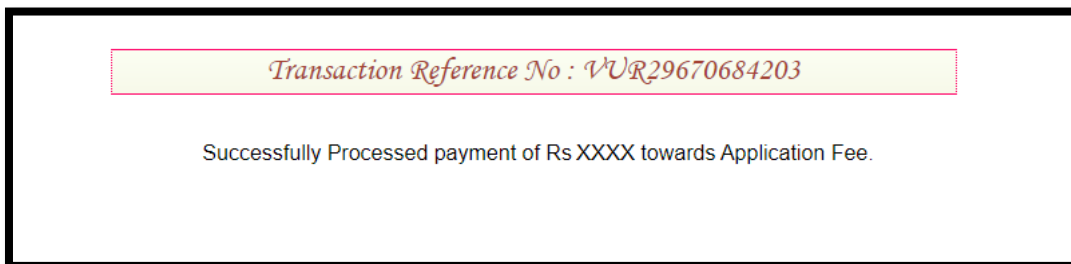 Transaction Reference No : VUR29670684203
Successfully Processed payment of Rs XXXX towards Application Fee.